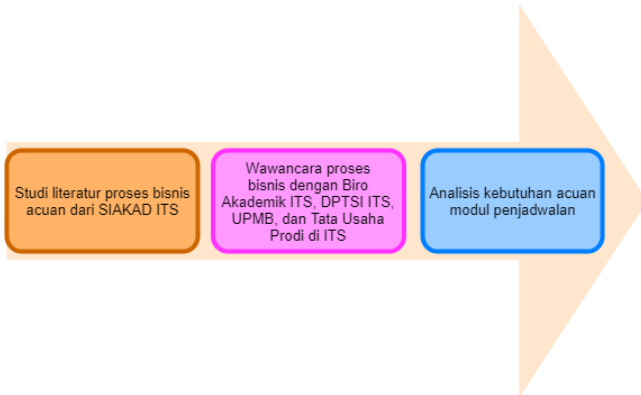 Studi literatur proses bisnis
acuan dari SIAKAD ITS
Wawancara proses
bisnis dengan Biro
Akademik ITS, DPTSI ITS,
UPMB, dan Tata Usaha
Prodi di ITS
Analisis kebutuhan acuan
modul penjadwalan